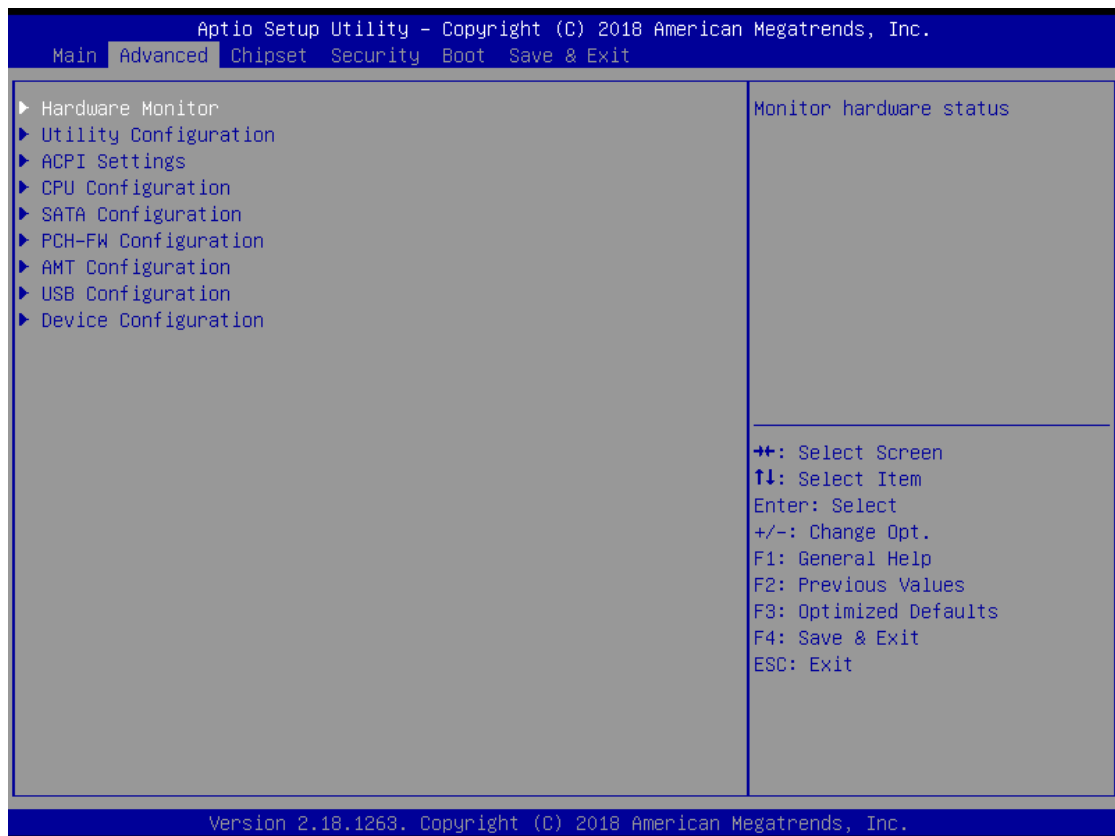 Aptio Setup Utility – Copyright (C) 2018 American Megatrends, Inc.
Main Advanced Chipset Security Boot Save & Exit
Hardware Monitor
Utility Configuration
ACPI Settings
CPU Configuration
SATA Configuration
PCH-FW Configuration
AMT Configuration
USB Configuration
Device Configuration
Monitor hardware status
→←: Select Screen
↑↓: Select Item
Enter: Select
+/-: Change Opt.
F1: General Help
F2: Previous Values
F3: Optimized Defaults
F4: Save & Exit
ESC: Exit
Version 2.18.1263. Copyright (C) 2018 American Megatrends, Inc.